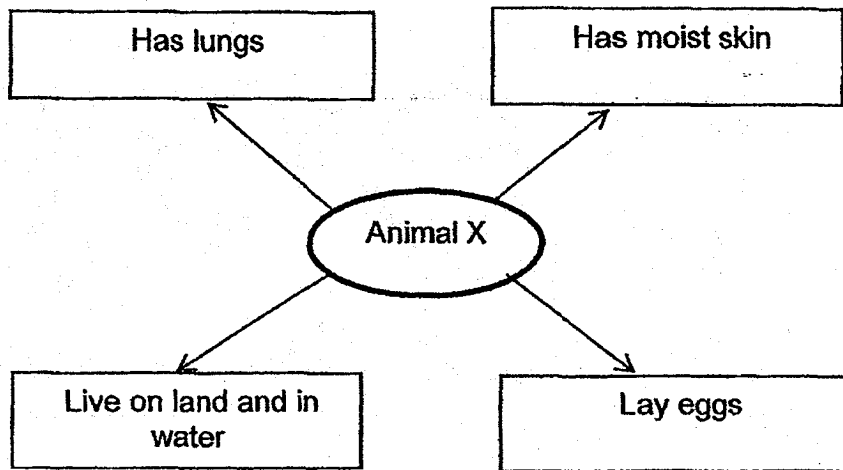 Has lungs
Has moist skin
Animal X
Live on land and in
water
Lay eggs